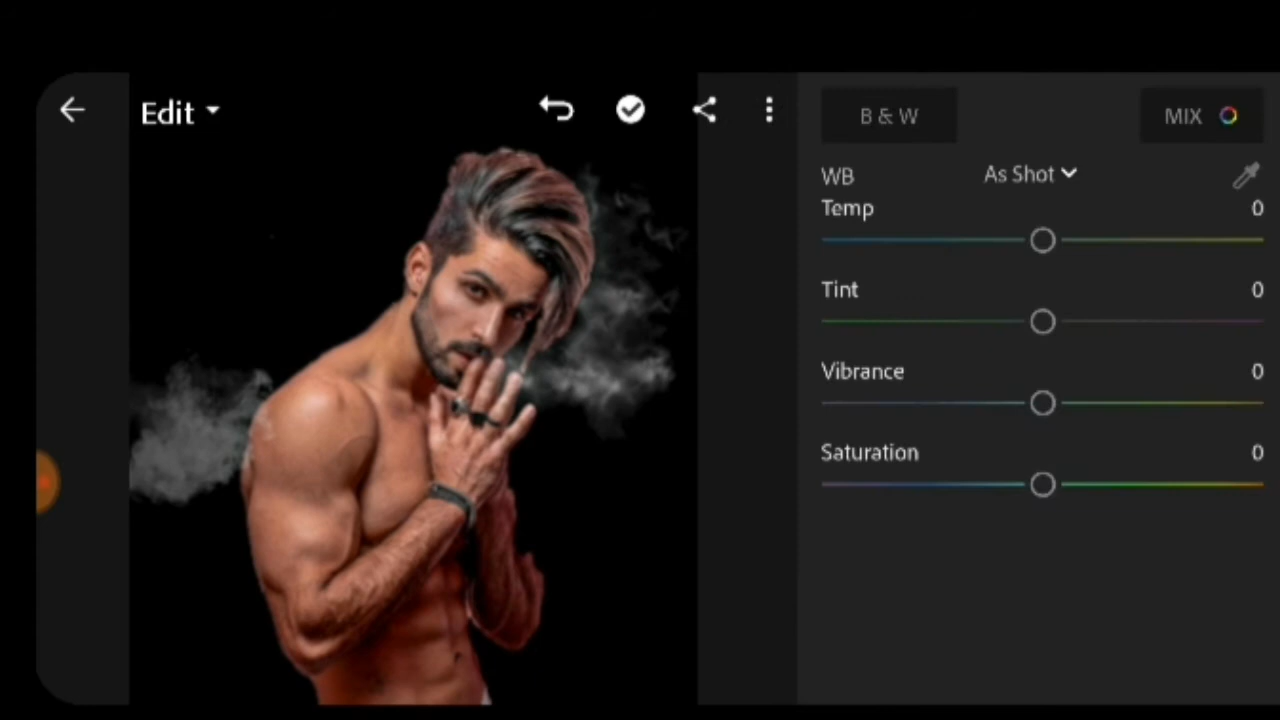 Edit
B & W
MIX
WB
As Shot
Temp
0
Tint
0
Vibrance
0
Saturation
0